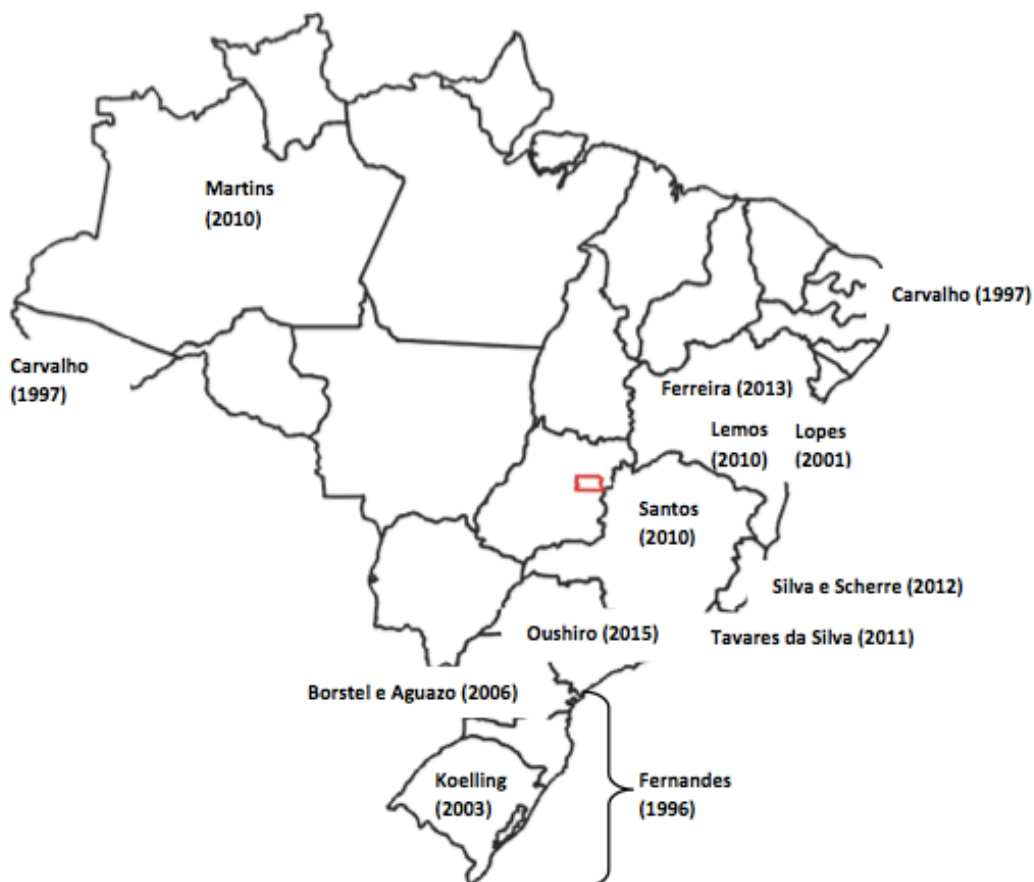 Martins
(2010)
Carvalho (1997)
Carvalho
(1997)
Ferreira (2013)
Lemos
(2010)
Lopes
(2001)
Santos
(2010)
Silva e Scherre (2012)
Oushiro (2015)
Tavares da Silva (2011)
Borstel e Aguazo (2006)
Koelling
(2003)
Fernandes
(1996)